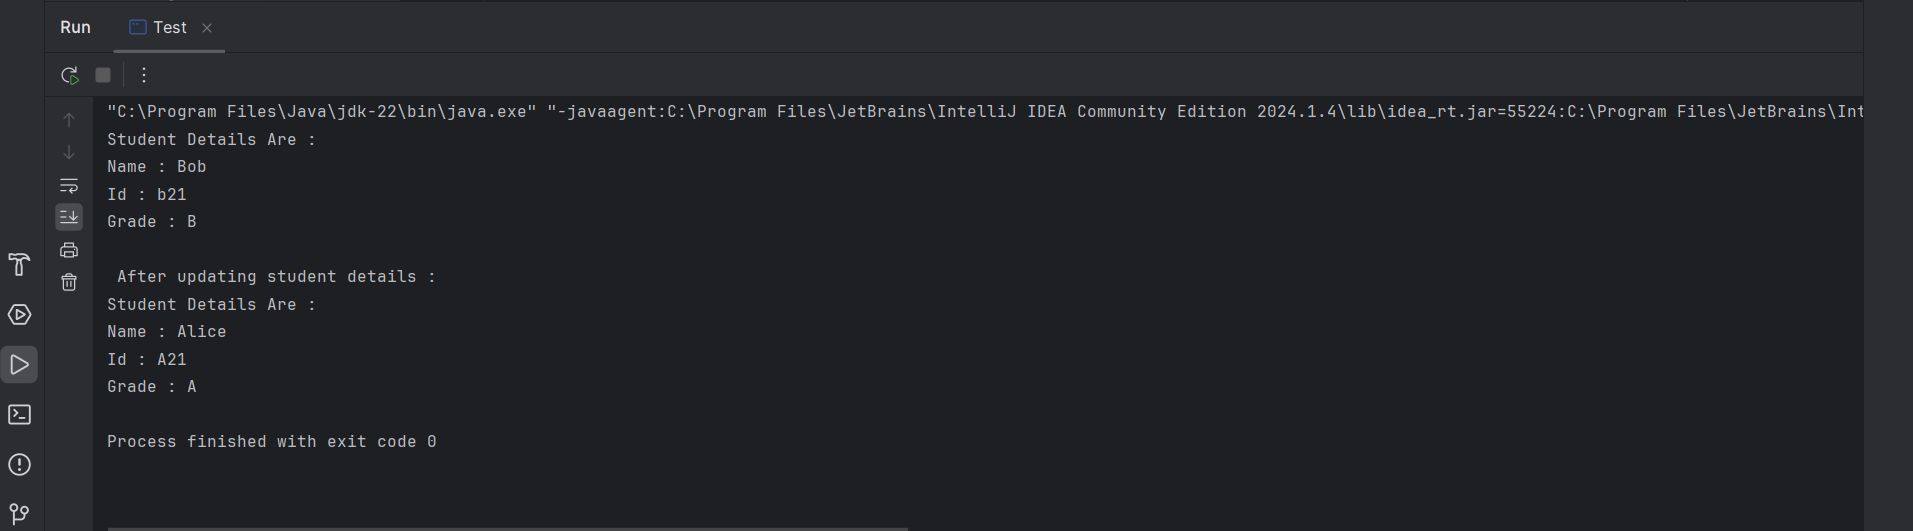 Run
Test
"C:\Program Files\Java\jdk-22\bin\java.exe" "-javaagent:C:\Program Files\JetBrains\IntelliJ IDEA Community Edition 2024.1.4\lib\idea_rt.jar=55224:C:\Program Files\JetBrains\Int
Student Details Are :
Name : Bob
Id : b21
Grade : B
After updating student details :
Student Details Are :
Name : Alice
Id : A21
Grade : A
Process finished with exit code 0